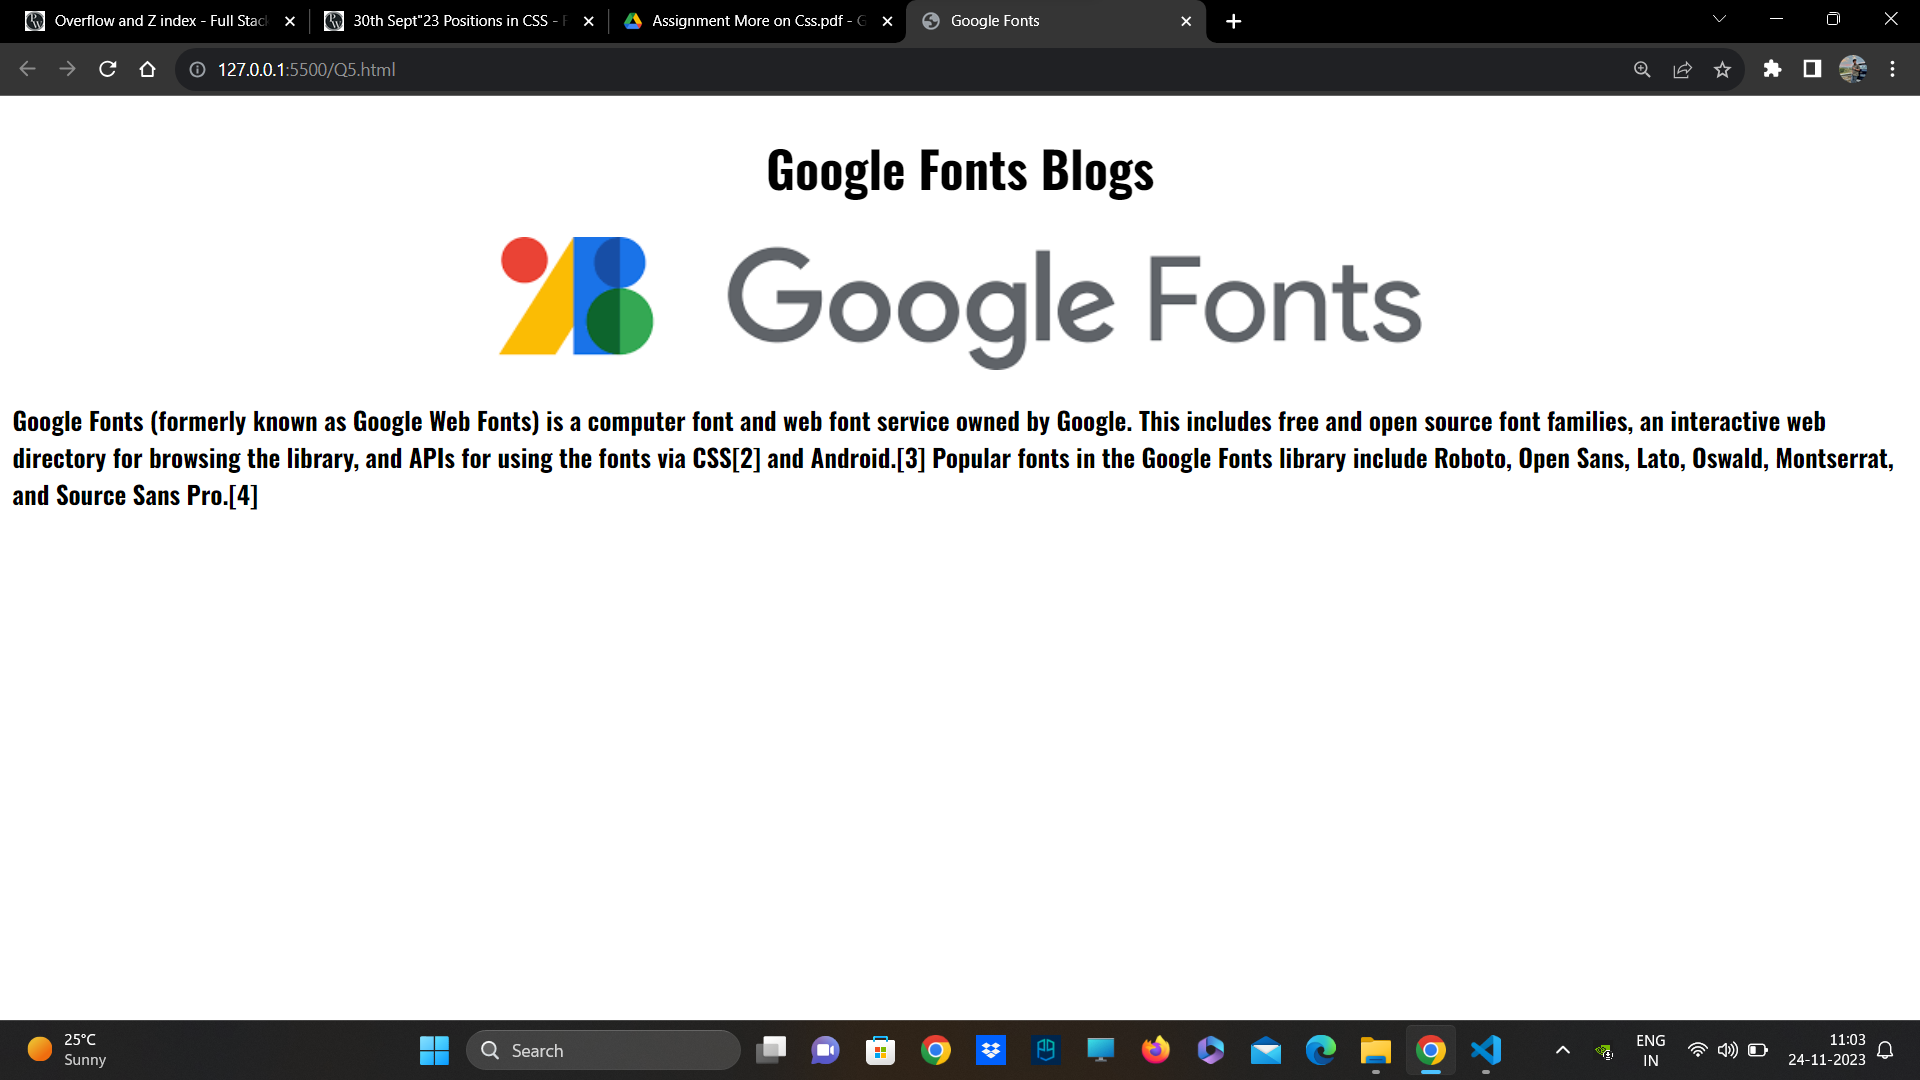 Overflow and Z index - Full Stack
30th Sept"23 Positions in CSS - F
Assignment More on Css.pdf - G
Google Fonts
127.0.0.1:5500/Q5.html
Google Fonts Blogs
Google Fonts
Google Fonts (formerly known as Google Web Fonts) is a computer font and web font service owned by Google. This includes free and open source font families, an interactive web
directory for browsing the library, and APIs for using the fonts via CSS[2] and Android.[3] Popular fonts in the Google Fonts library include Roboto, Open Sans, Lato, Oswald, Montserrat,
and Source Sans Pro.[4]
25°C
Sunny
Search
ENG
IN
11:03
24-11-2023